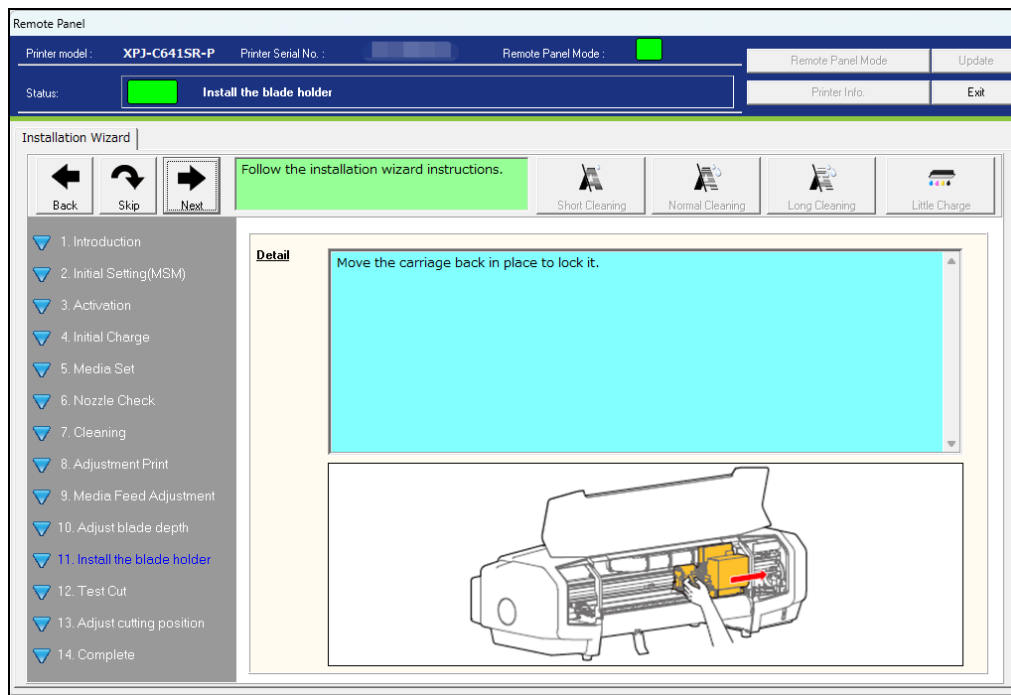 Remote Panel
Printer model : XPJ-C641SR-P Printer Serial No. : Remote Panel Mode :
Remote Panel Mode Update
Status: Install the blade holder
Printer Info. Exit
Installation Wizard
Back Skip Next
Follow the installation wizard instructions.
Short Cleaning Normal Cleaning Long Cleaning Little Charge
1. Introduction
2. Initial Setting(MSM)
3. Activation
4. Initial Charge
5. Media Set
6. Nozzle Check
7. Cleaning
8. Adjustment Print
9. Media Feed Adjustment
10. Adjust blade depth
11. Install the blade holder
12. Test Cut
13. Adjust cutting position
14. Complete
Detail
Move the carriage back in place to lock it.